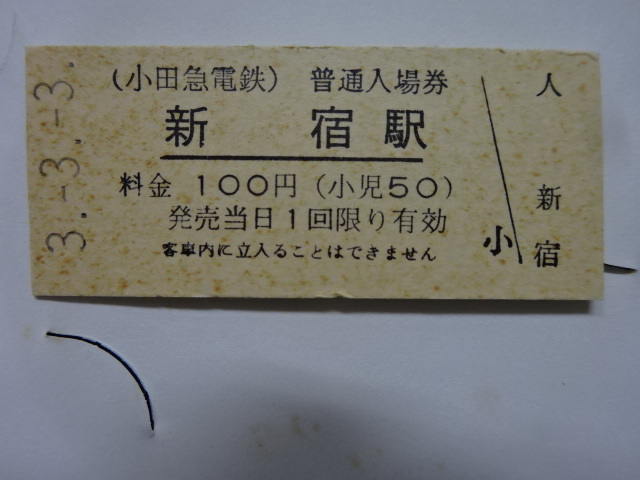 3.-3.-3.
(小田急電鉄) 普通入場券
新宿駅
料金 100円 (小児50)
発売当日1回限り有効
客車内に立入ることはできません
小
人
新
宿